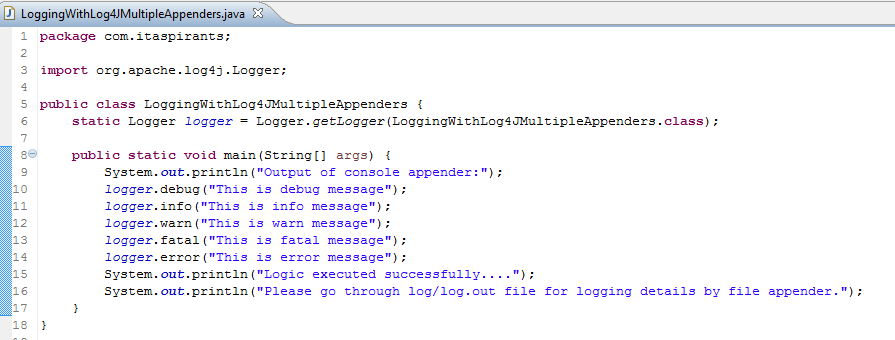 LoggingWithLog4JMultipleAppenders.java
1 package com.itaspirants;
2
3 import org.apache.log4j.Logger;
4
5 public class LoggingWithLog4JMultipleAppenders {
6     static Logger logger = Logger.getLogger(LoggingWithLog4JMultipleAppenders.class);
7
8     public static void main(String[] args) {
9         System.out.println("Output of console appender:");
10         logger.debug("This is debug message");
11         logger.info("This is info message");
12         logger.warn("This is warn message");
13         logger.fatal("This is fatal message");
14         logger.error("This is error message");
15         System.out.println("Logic executed successfully....");
16         System.out.println("Please go through log/log.out file for logging details by file appender.");
17     }
18 }